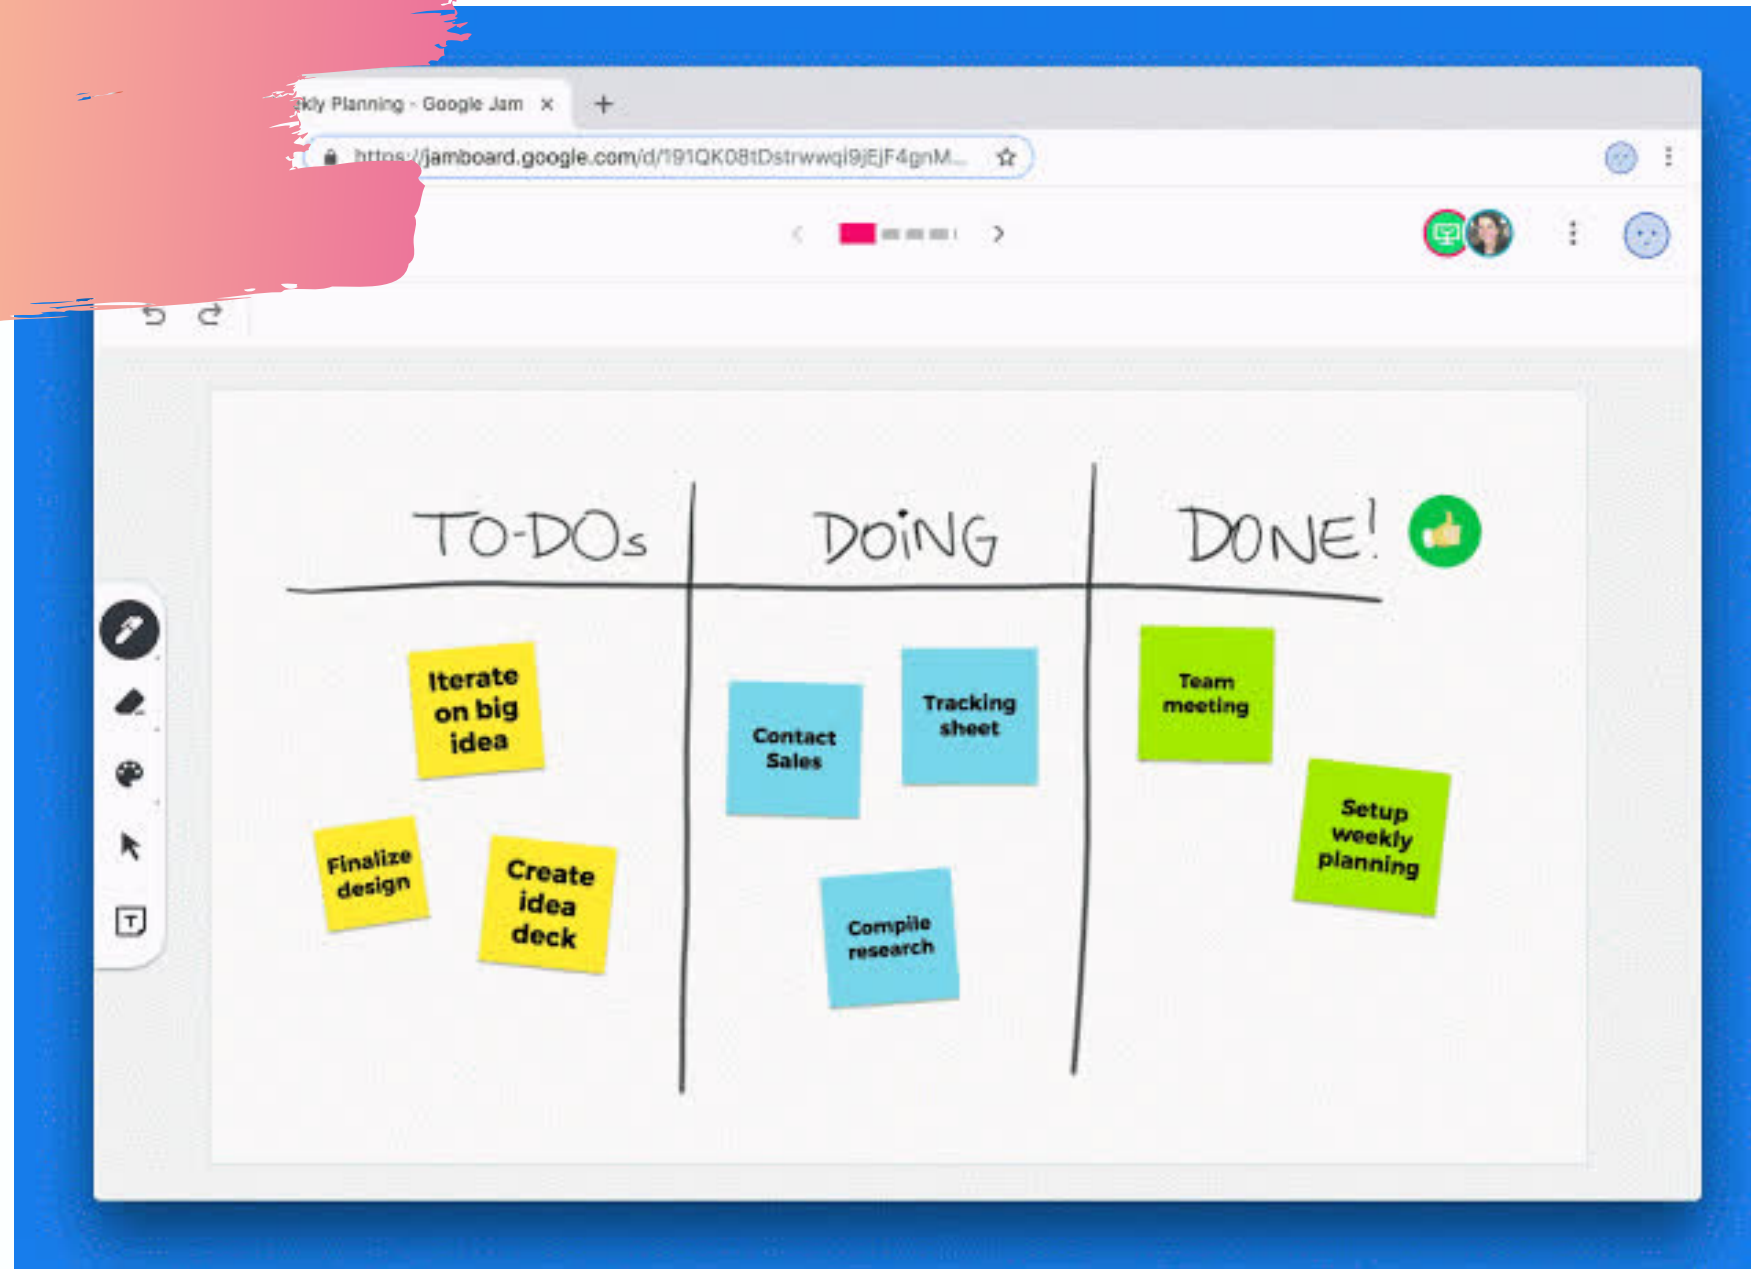 ekly Planning - Google Jam
https://jamboard.google.com/d/191QK08tDstrwwqi9jEjF4gnM...
TO-DOs
DOiNG
DONE!
Iterate
on big
idea
Finalize
design
Create
idea
deck
Contact
Sales
Tracking
sheet
Compile
research
Team
meeting
Setup
weekly
planning
T